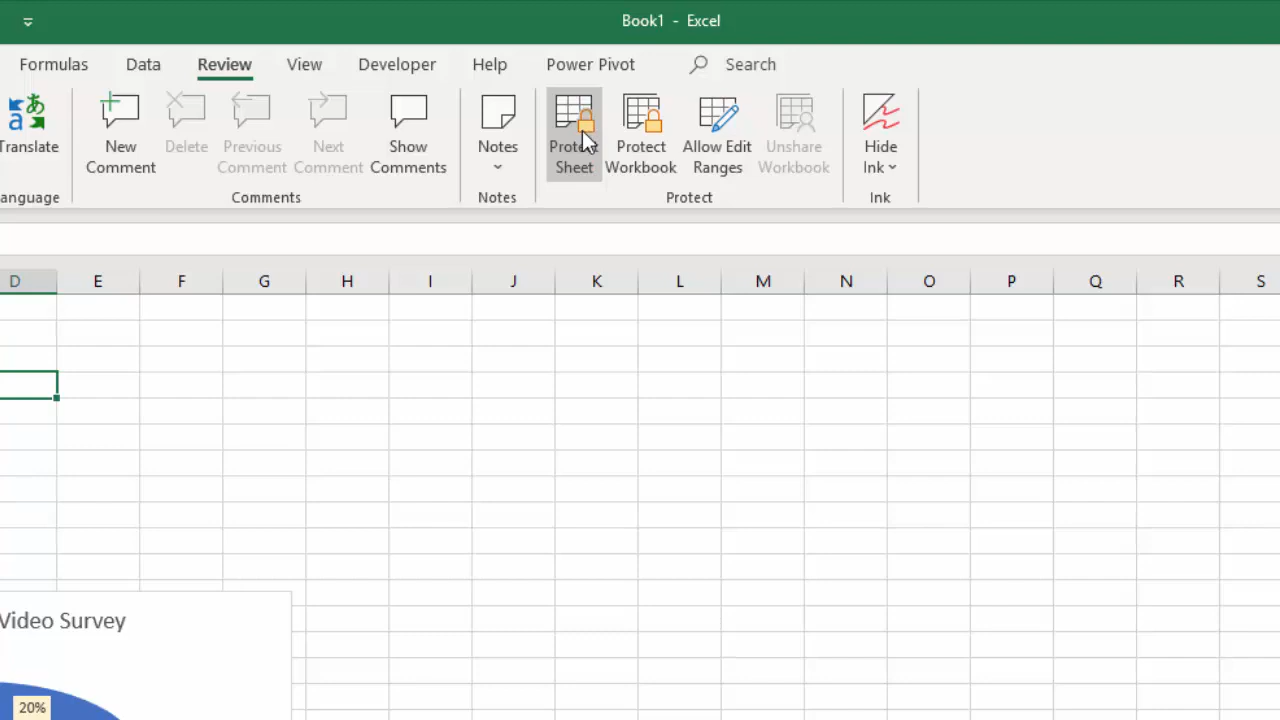 Book1 - Excel
Formulas Data Review View Developer Help Power Pivot Search
Translate New Comment Delete Previous Comment Next Comment Show Comments Notes Protect Sheet Protect Workbook Allow Edit Ranges Unshare Workbook Hide Ink
anguage Comments Notes Protect Ink
D E F G H I J K L M N O P Q R S
Video Survey
20%